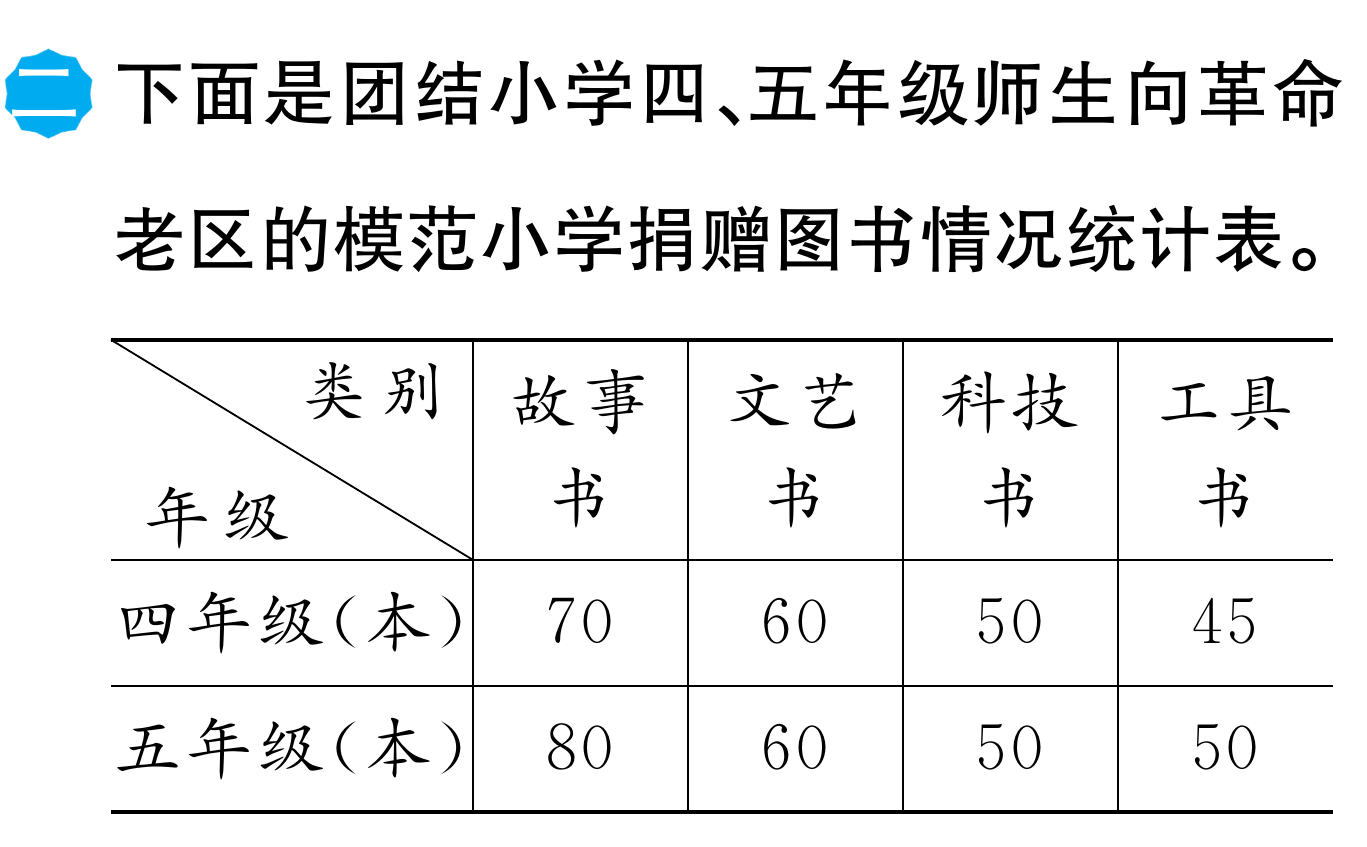 二 下面是团结小学四、五年级师生向革命
老区的模范小学捐赠图书情况统计表。
类别 年级 故事书 文艺书 科技书 工具书
四年级(本) 70 60 50 45
五年级(本) 80 60 50 50